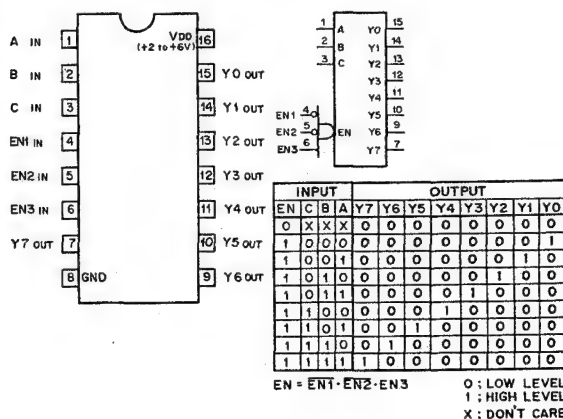 A IN 1
B IN 2
C IN 3
EN1 IN 4
EN2 IN 5
EN3 IN 6
Y7 OUT 7
8 GND
VDD 16
(+2 to +6V)
15 Y0 OUT
14 Y1 OUT
13 Y2 OUT
12 Y3 OUT
11 Y4 OUT
10 Y5 OUT
9 Y6 OUT
1 A Y0 15
2 B Y1 14
3 C Y2 13
Y3 12
Y4 11
EN1 4 Y5 10
EN2 5 EN Y6 9
EN3 6 Y7 7
INPUT OUTPUT
EN C B A Y7 Y6 Y5 Y4 Y3 Y2 Y1 Y0
0 X X X 0 0 0 0 0 0 0 0
1 0 0 0 0 0 0 0 0 0 0 1
1 0 0 1 0 0 0 0 0 0 1 0
1 0 1 0 0 0 0 0 0 1 0 0
1 0 1 1 0 0 0 0 1 0 0 0
1 1 0 0 0 0 0 1 0 0 0 0
1 1 0 1 0 0 1 0 0 0 0 0
1 1 1 0 0 1 0 0 0 0 0 0
1 1 1 1 1 0 0 0 0 0 0 0
EN = E̅N̅1̅·E̅N̅2̅·EN3
0 ; LOW LEVEL
1 ; HIGH LEVEL
X ; DON'T CARE